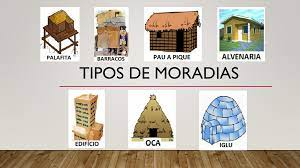 PALAFITA
BARRACOS
PAU A PIQUE
ALVENARIA
TIPOS DE MORADIAS
EDIFÍCIO
OCA
IGLU